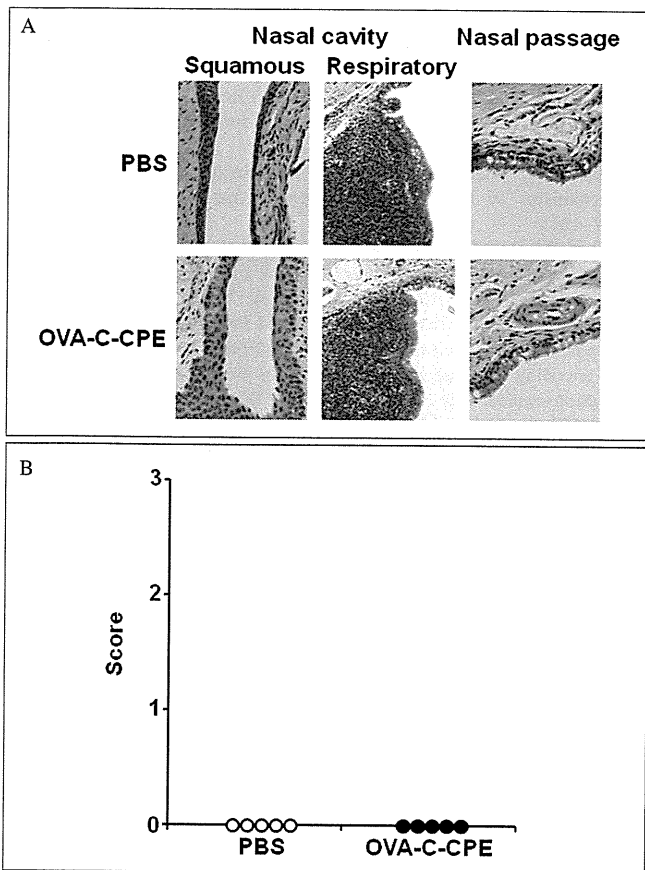 A
Nasal cavity Nasal passage
Squamous Respiratory
PBS
OVA-C-CPE
B
3
2
Score
1
0
PBS OVA-C-CPE